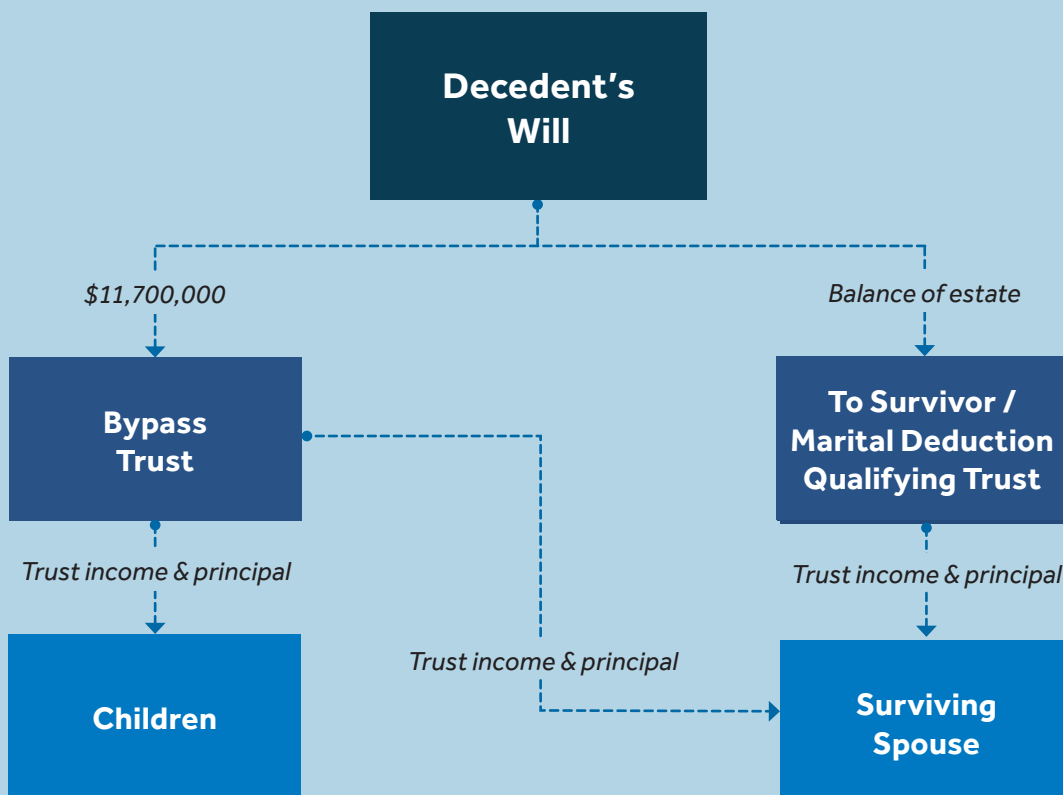 Decedent's
Will
$11,700,000
Balance of estate
Bypass
Trust
To Survivor /
Marital Deduction
Qualifying Trust
Trust income & principal
Trust income & principal
Children
Trust income & principal
Surviving
Spouse